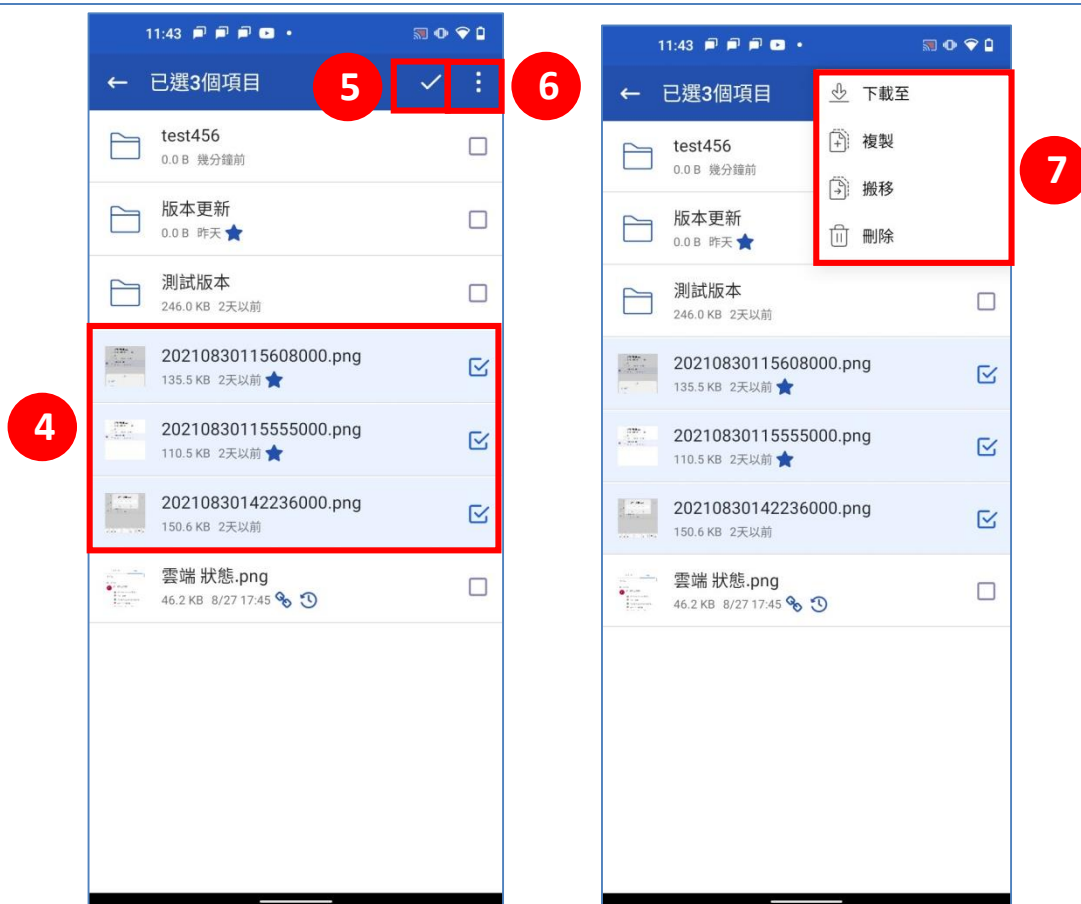 11:43
已選3個項目
5
6
test456
0.0 B 幾分鐘前
版本更新
0.0 B 昨天
測試版本
246.0 KB 2天以前
4
20210830115608000.png
135.5 KB 2天以前
20210830115555000.png
110.5 KB 2天以前
20210830142236000.png
150.6 KB 2天以前
雲端 狀態.png
46.2 KB 8/27 17:45
11:43
已選3個項目
下載至
複製
搬移
刪除
7
test456
0.0 B 幾分鐘前
版本更新
0.0 B 昨天
測試版本
246.0 KB 2天以前
20210830115608000.png
135.5 KB 2天以前
20210830115555000.png
110.5 KB 2天以前
20210830142236000.png
150.6 KB 2天以前
雲端 狀態.png
46.2 KB 8/27 17:45